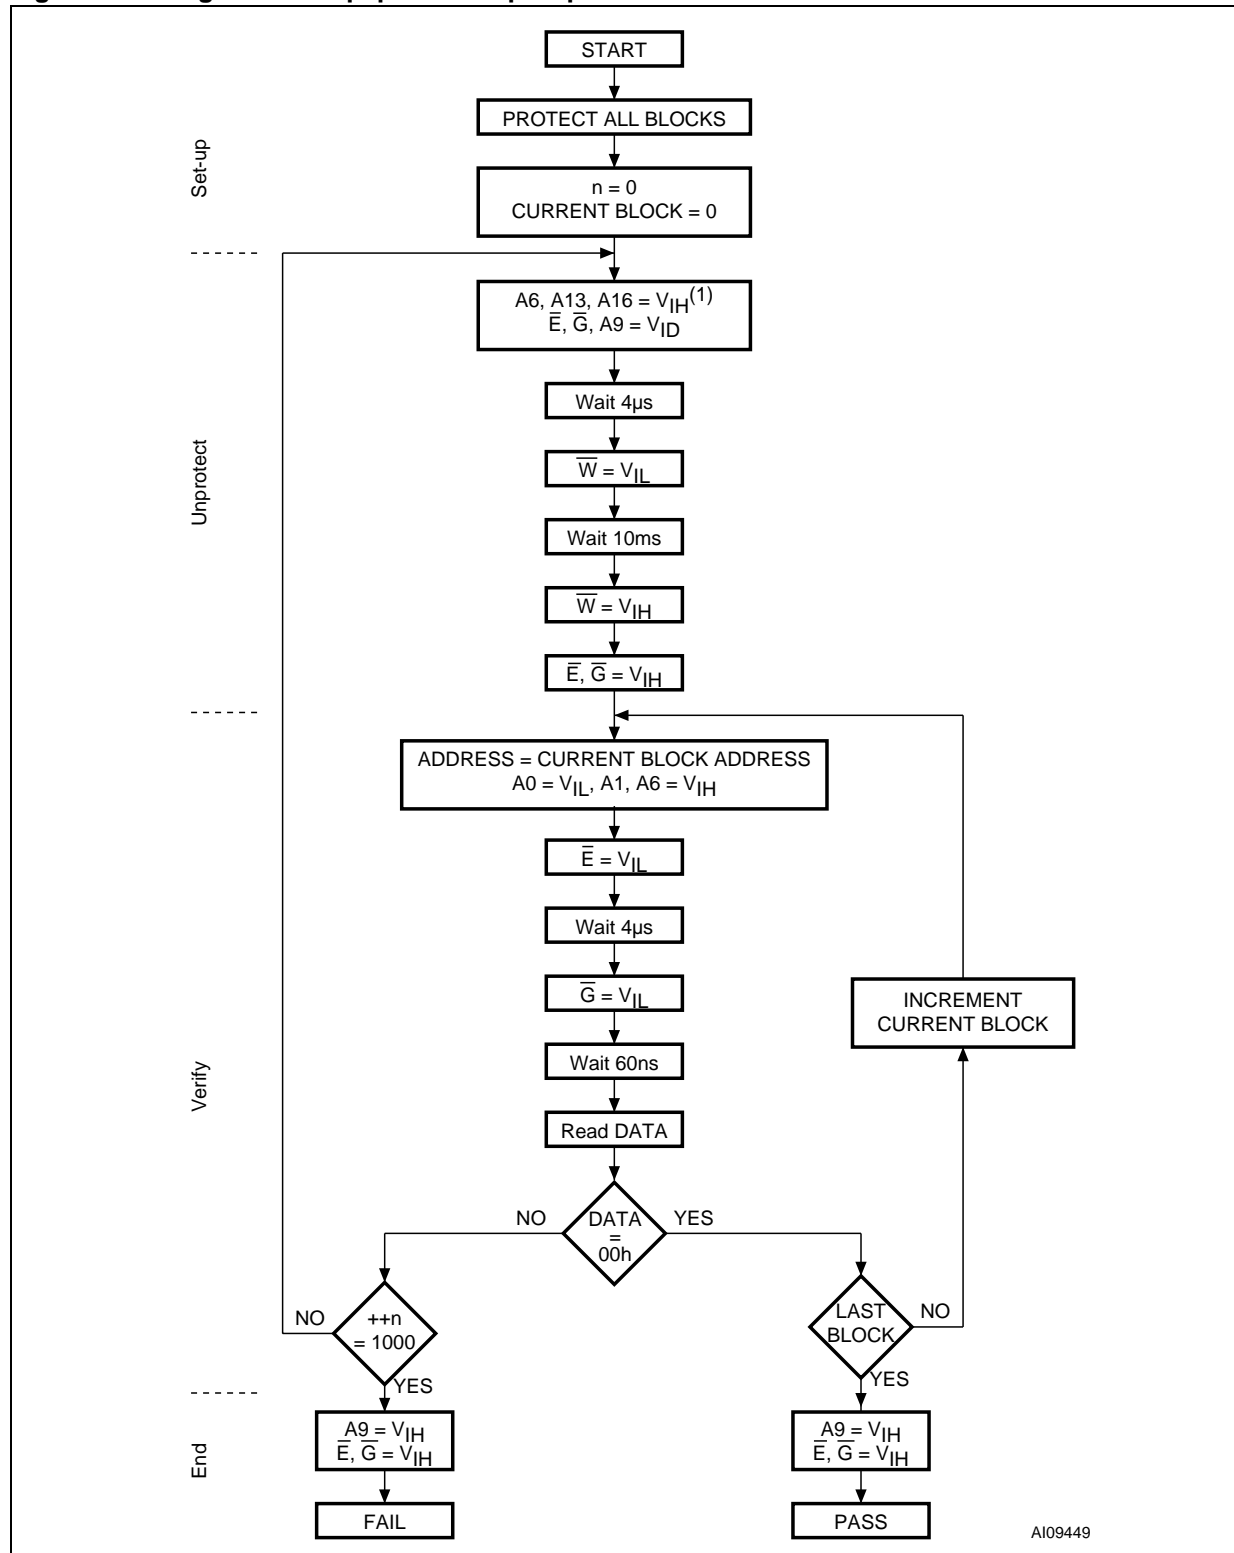 START
PROTECT ALL BLOCKS
Set-up
n = 0
CURRENT BLOCK = 0
A6, A13, A16 = VIH(1)
E̅, G̅, A9 = VID
Wait 4µs
Unprotect
W̅ = VIL
Wait 10ms
W̅ = VIH
E̅, G̅ = VIH
ADDRESS = CURRENT BLOCK ADDRESS
A0 = VIL, A1, A6 = VIH
E̅ = VIL
Wait 4µs
G̅ = VIL
INCREMENT
CURRENT BLOCK
Wait 60ns
Verify
Read DATA
NO
DATA
=
00h
YES
NO
++n
= 1000
LAST
BLOCK
NO
YES
YES
End
A9 = VIH
E̅, G̅ = VIH
A9 = VIH
E̅, G̅ = VIH
FAIL
PASS
AI09449